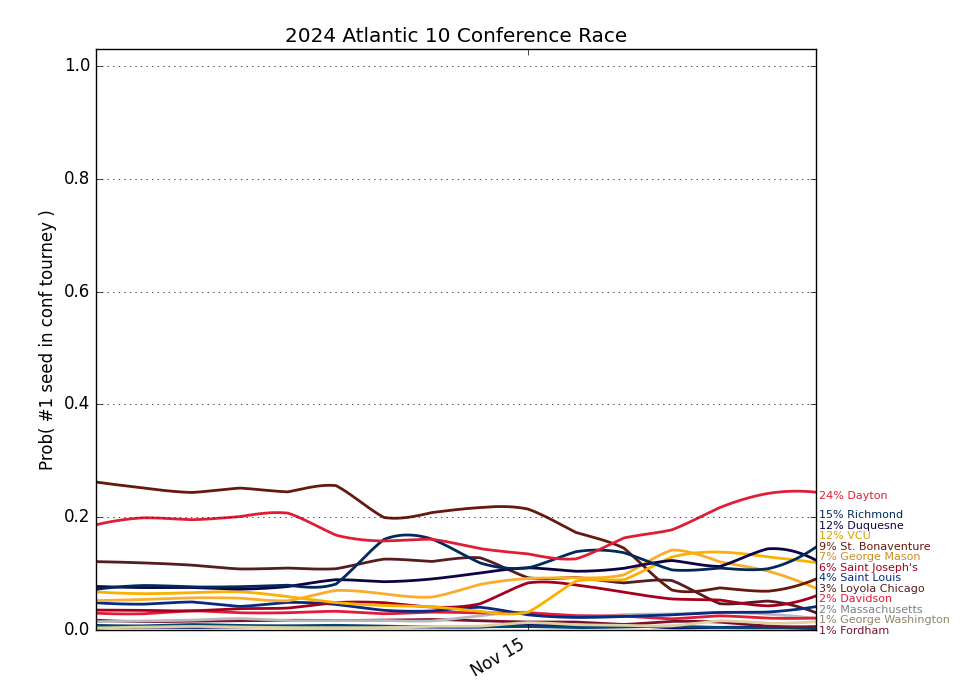 2024 Atlantic 10 Conference Race
Prob( #1 seed in conf tourney )
1.0
0.8
0.6
0.4
0.2
0.0
Nov 15
24% Dayton
15% Richmond
12% Duquesne
12% VCU
9% St. Bonaventure
7% George Mason
6% Saint Joseph's
4% Saint Louis
3% Loyola Chicago
2% Davidson
2% Massachusetts
1% George Washington
1% Fordham